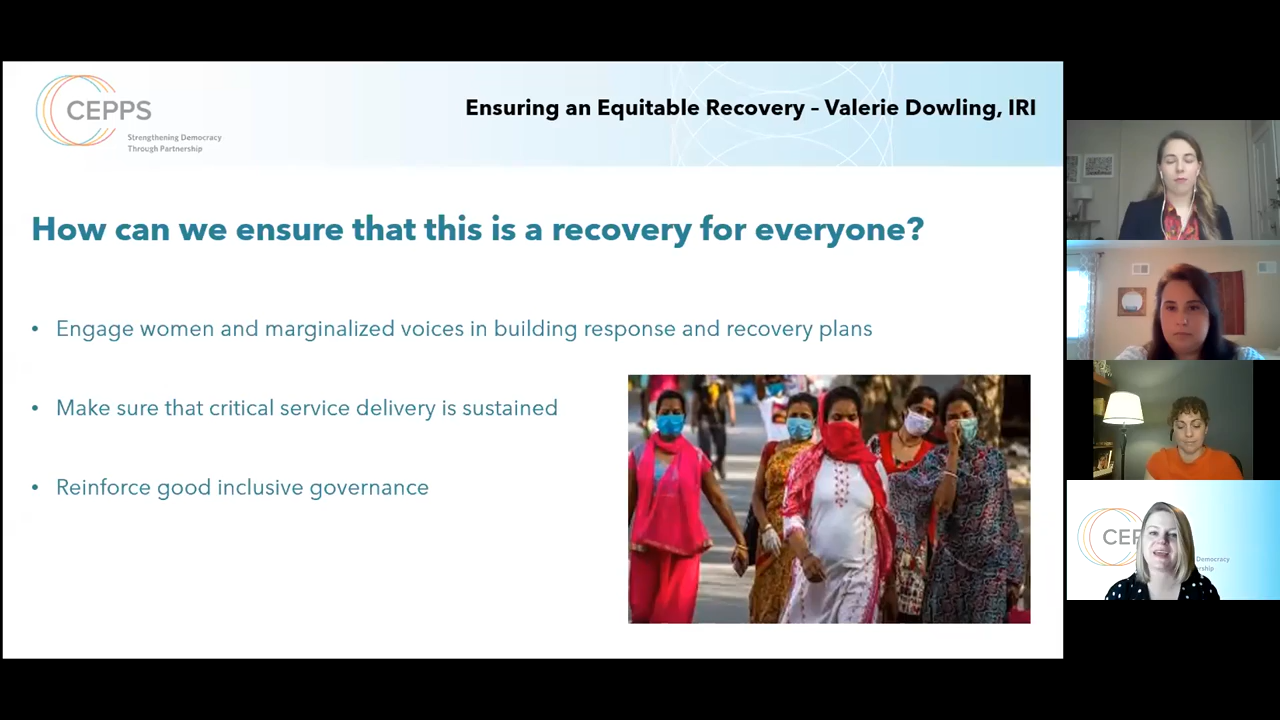 CEPPS
Strengthening Democracy
Through Partnership
Ensuring an Equitable Recovery – Valerie Dowling, IRI
How can we ensure that this is a recovery for everyone?
• Engage women and marginalized voices in building response and recovery plans
• Make sure that critical service delivery is sustained
• Reinforce good inclusive governance
CEP
Democracy